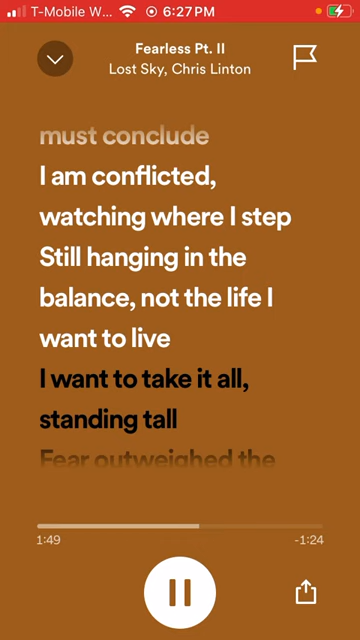 T-Mobile W... 6:27PM
Fearless Pt. II
Lost Sky, Chris Linton
must conclude
I am conflicted,
watching where I step
Still hanging in the
balance, not the life I
want to live
I want to take it all,
standing tall
Fear outweighed the
1:49 -1:24